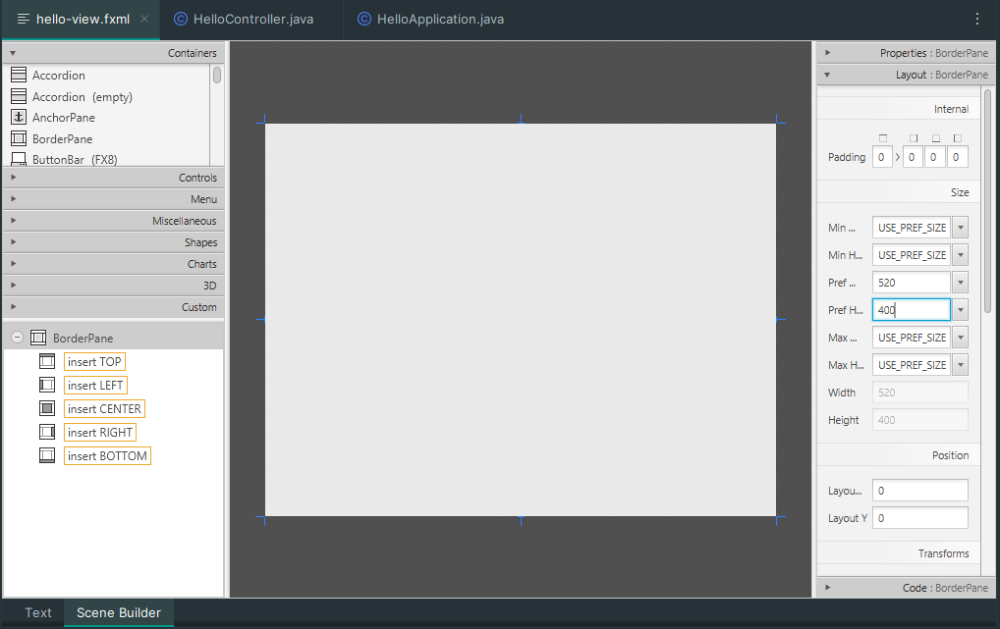 hello-view.fxml HelloController.java HelloApplication.java
Containers
Accordion
Accordion (empty)
AnchorPane
BorderPane
ButtonBar (FX8)
Controls
Menu
Miscellaneous
Shapes
Charts
3D
Custom
BorderPane
insert TOP
insert LEFT
insert CENTER
insert RIGHT
insert BOTTOM
Properties : BorderPane
Layout : BorderPane
Internal
Padding 0 0 0 0
Size
Min ... USE_PREF_SIZE
Min H... USE_PREF_SIZE
Pref ... 520
Pref H... 400
Max ... USE_PREF_SIZE
Max H... USE_PREF_SIZE
Width 520
Height 400
Position
Layou... 0
Layout Y 0
Transforms
Code : BorderPane
Text Scene Builder